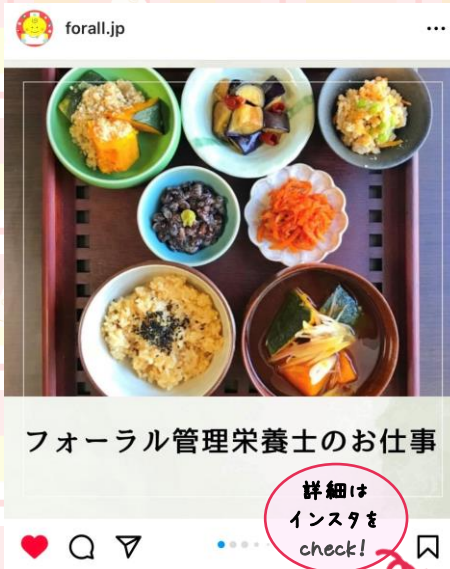 forall.jp
フォーラル管理栄養士のお仕事
詳細は
インスタを
check!